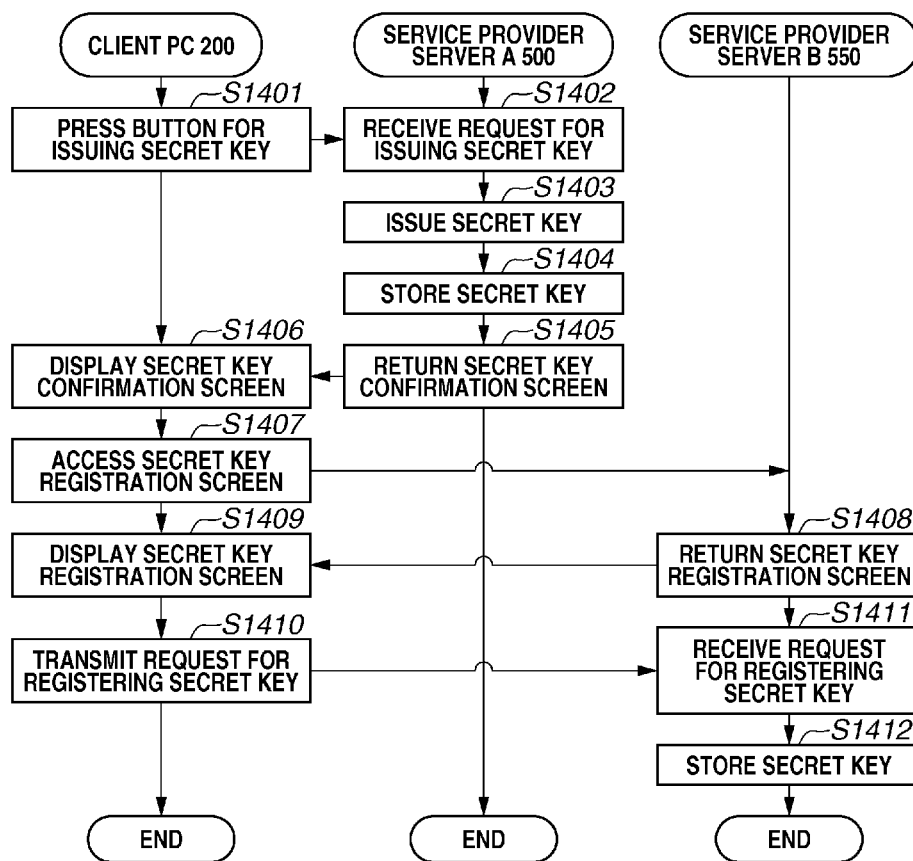 CLIENT PC 200
SERVICE PROVIDER
SERVER A 500
SERVICE PROVIDER
SERVER B 550
S1401
PRESS BUTTON FOR
ISSUING SECRET KEY
S1402
RECEIVE REQUEST FOR
ISSUING SECRET KEY
S1403
ISSUE SECRET KEY
S1404
STORE SECRET KEY
S1406
DISPLAY SECRET KEY
CONFIRMATION SCREEN
S1405
RETURN SECRET KEY
CONFIRMATION SCREEN
S1407
ACCESS SECRET KEY
REGISTRATION SCREEN
S1409
DISPLAY SECRET KEY
REGISTRATION SCREEN
S1408
RETURN SECRET KEY
REGISTRATION SCREEN
S1410
TRANSMIT REQUEST FOR
REGISTERING SECRET KEY
S1411
RECEIVE REQUEST
FOR REGISTERING
SECRET KEY
S1412
STORE SECRET KEY
END
END
END